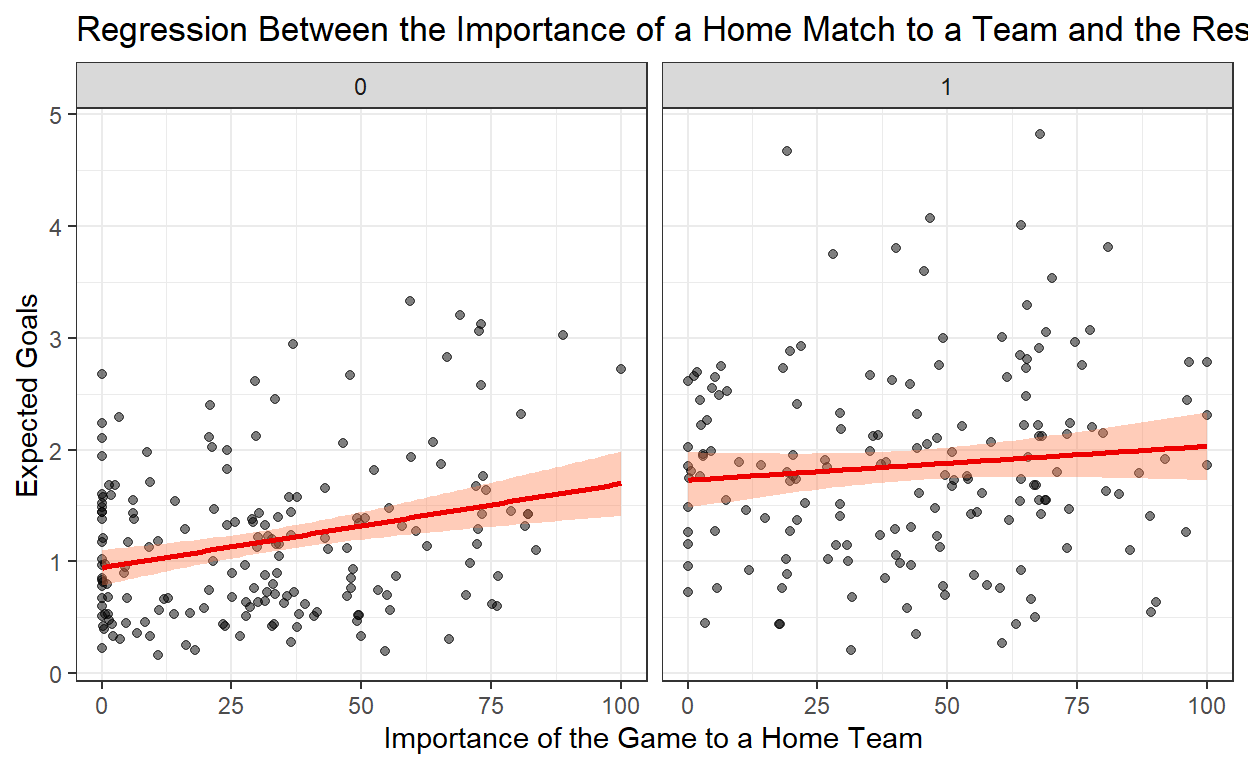 Regression Between the Importance of a Home Match to a Team and the Res
0 1
5
4
3
2
1
0
Expected Goals
0 25 50 75 100 0 25 50 75 100
Importance of the Game to a Home Team